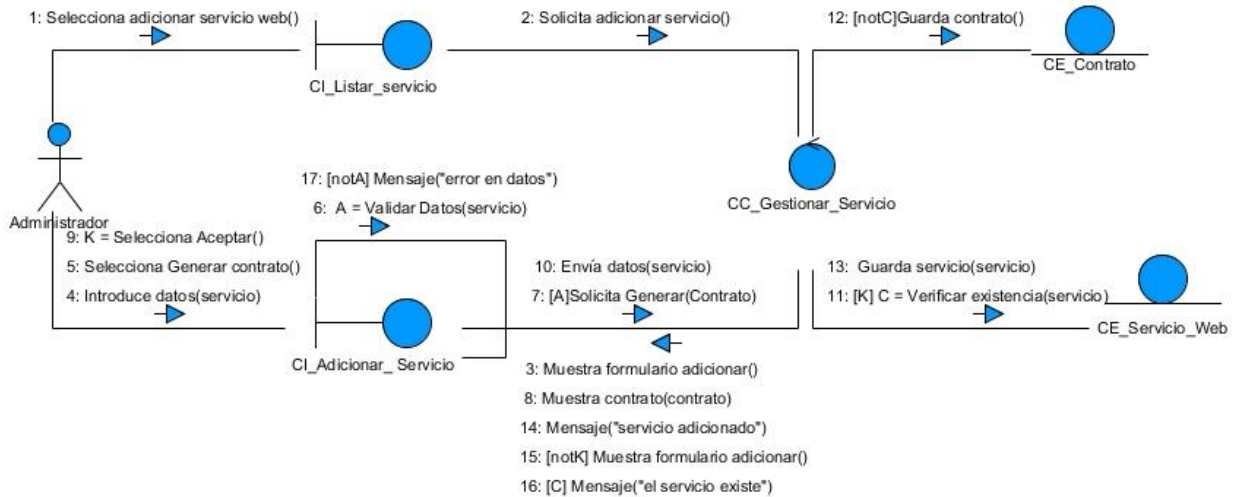 1: Selecciona adicionar servicio web()
2: Solicita adicionar servicio()
12: [notC]Guarda contrato()
CI_Listar_servicio
CE_Contrato
17: [notA] Mensaje("error en datos")
6:  A = Validar Datos(servicio)
CC_Gestionar_Servicio
Administrador
9: K = Selecciona Aceptar()
5: Selecciona Generar contrato()
4: Introduce datos(servicio)
10: Envía datos(servicio)
7: [A]Solicita Generar(Contrato)
13:  Guarda servicio(servicio)
11: [K] C = Verificar existencia(servicio)
CE_Servicio_Web
CI_Adicionar_ Servicio
3: Muestra formulario adicionar()
8: Muestra contrato(contrato)
14: Mensaje("servicio adicionado")
15: [notK] Muestra formulario adicionar()
16: [C] Mensaje("el servicio existe")